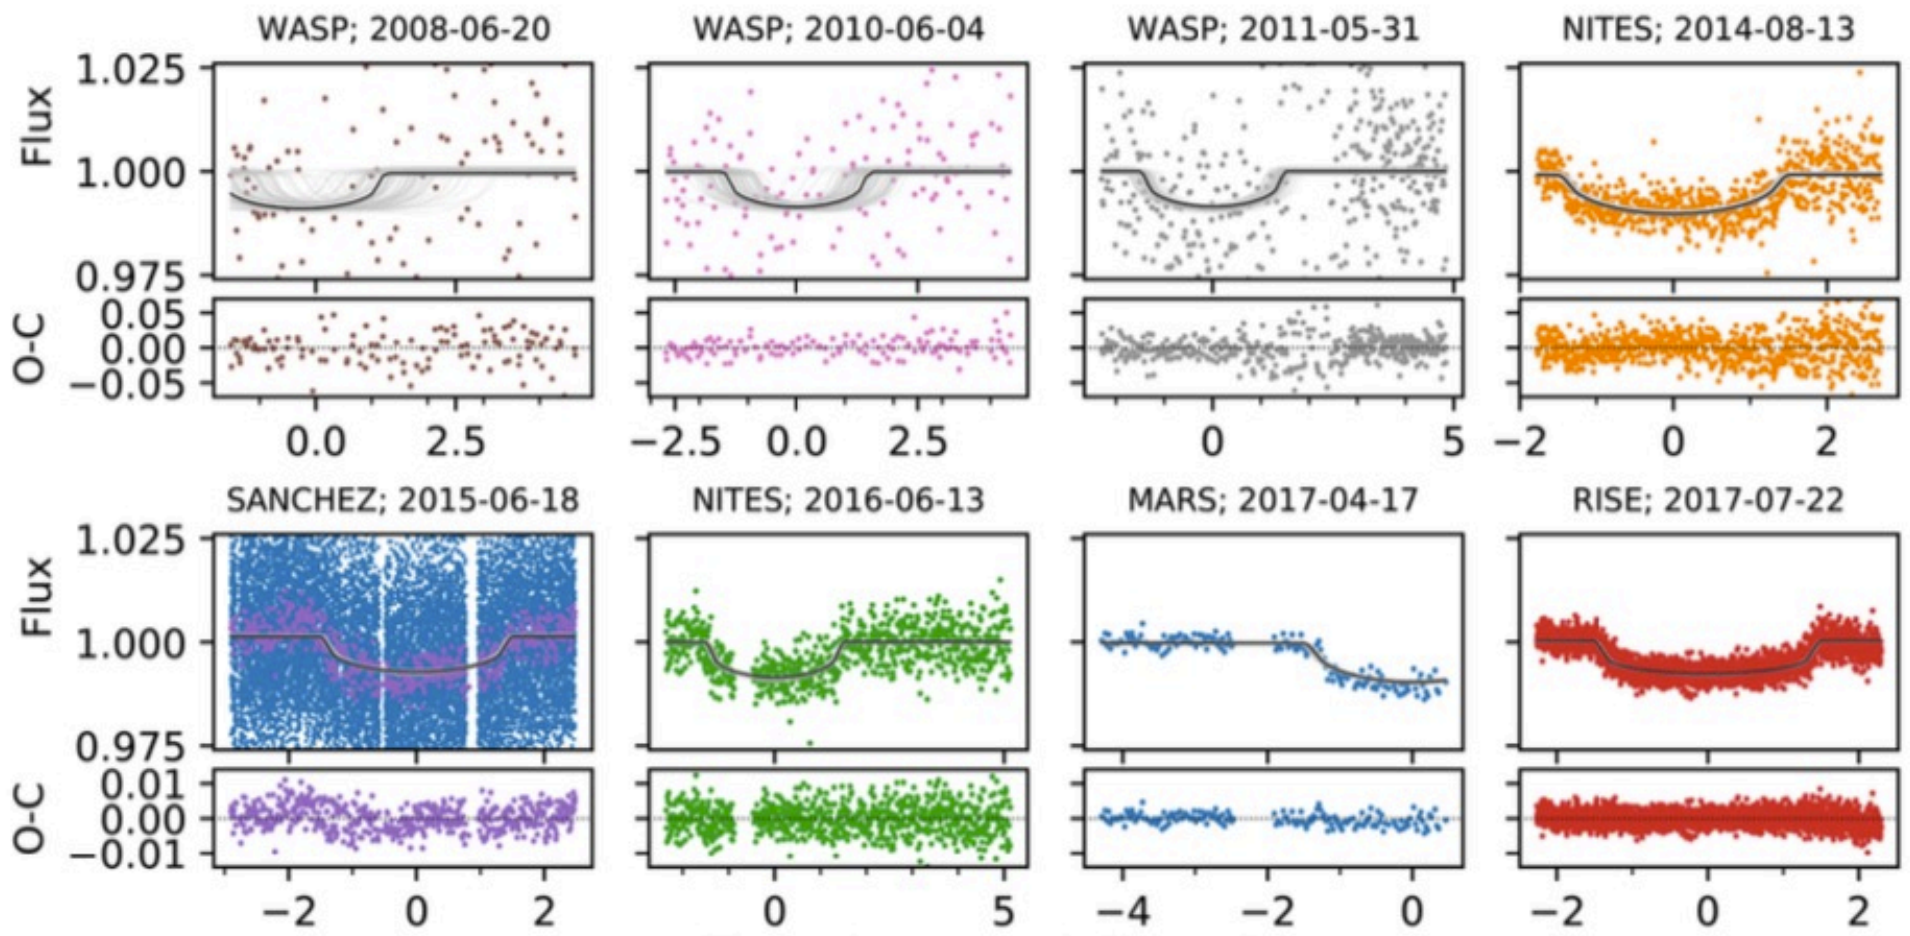 WASP; 2008-06-20 WASP; 2010-06-04 WASP; 2011-05-31 NITES; 2014-08-13
1.025
Flux
1.000
0.975
0.05
O-C
0.00
−0.05
0.0 2.5 −2.5 0.0 2.5 0 5 −2 0 2
SANCHEZ; 2015-06-18 NITES; 2016-06-13 MARS; 2017-04-17 RISE; 2017-07-22
1.025
Flux
1.000
0.975
0.01
O-C
0.00
−0.01
−2 0 2 0 5 −4 −2 0 −2 0 2